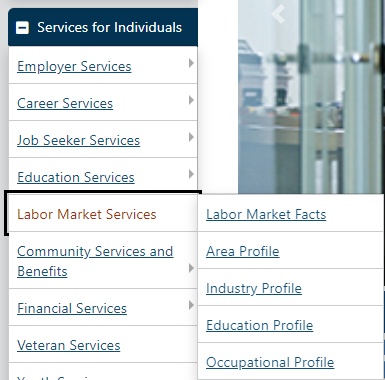 Services for Individuals
Employer Services
Career Services
Job Seeker Services
Education Services
Labor Market Services
Community Services and
Benefits
Financial Services
Veteran Services
Labor Market Facts
Area Profile
Industry Profile
Education Profile
Occupational Profile